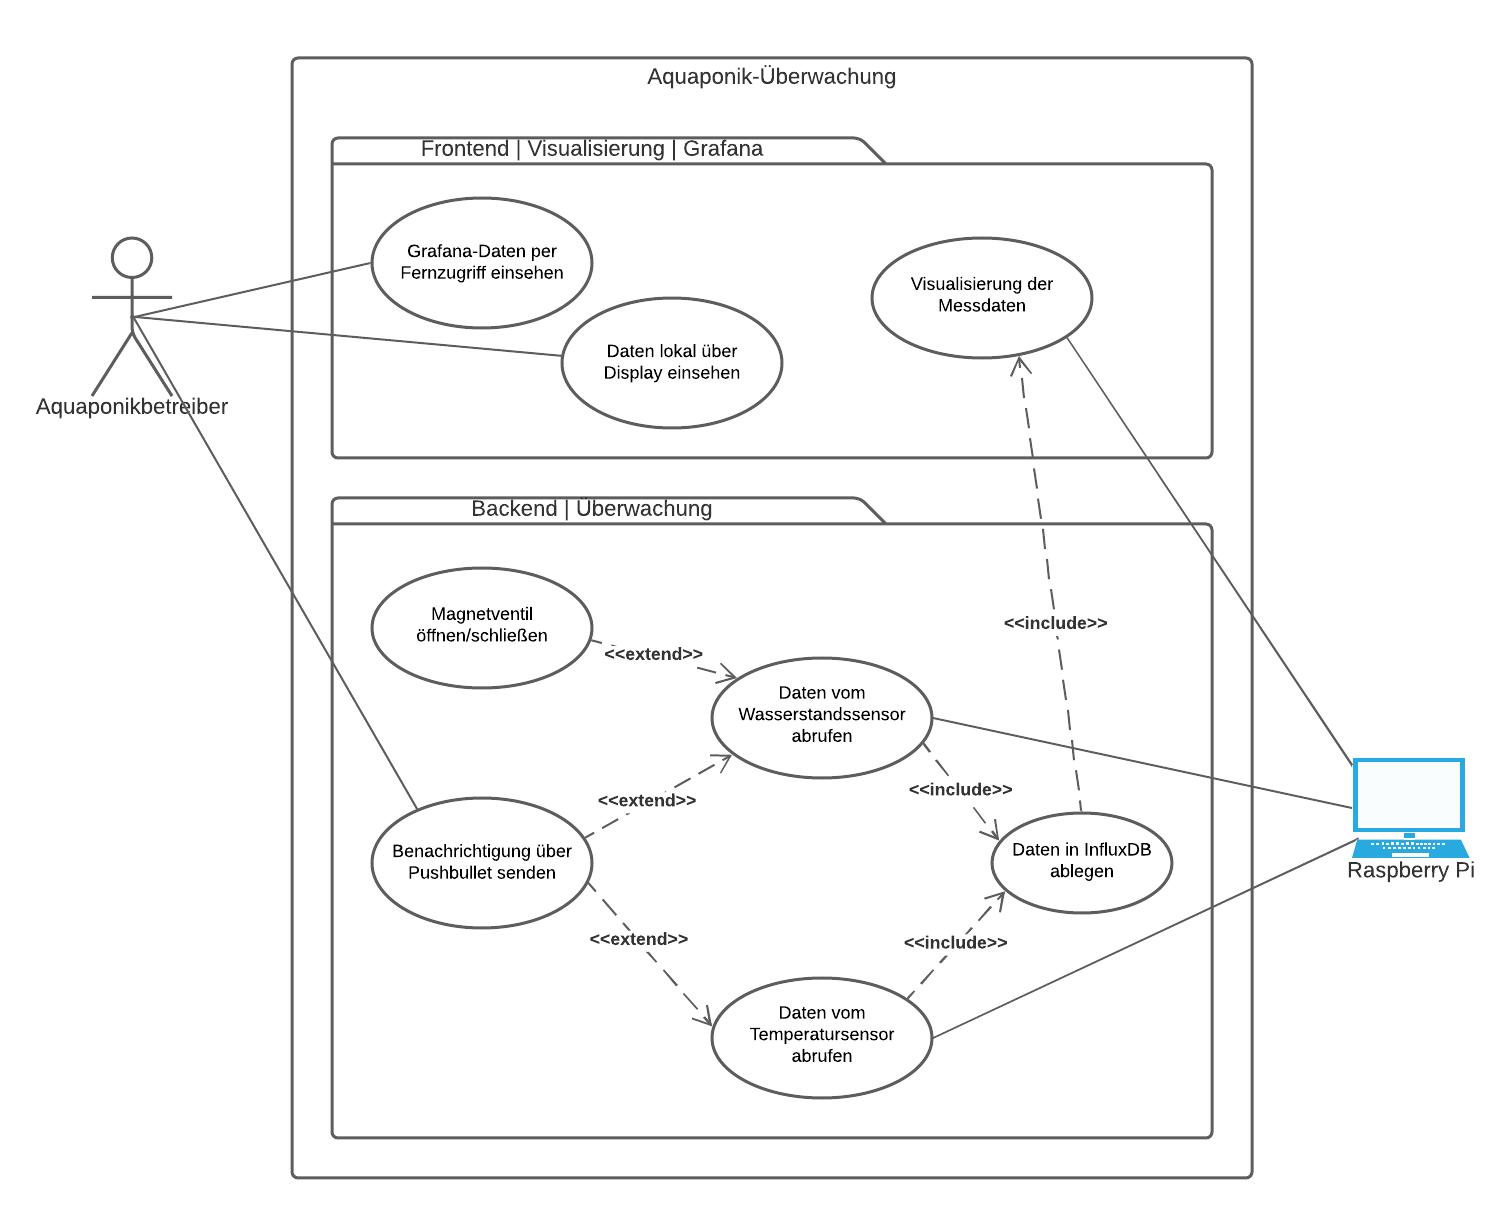 Aquaponik-Überwachung
Frontend | Visualisierung | Grafana
Grafana-Daten per
Fernzugriff einsehen
Visualisierung der
Messdaten
Daten lokal über
Display einsehen
Aquaponikbetreiber
Backend | Überwachung
Magnetventil
öffnen/schließen
<<include>>
<<extend>>
Daten vom
Wasserstandssensor
abrufen
<<include>>
<<extend>>
Benachrichtigung über
Pushbullet senden
Daten in InfluxDB
ablegen
Raspberry Pi
<<extend>>
<<include>>
Daten vom
Temperatursensor
abrufen